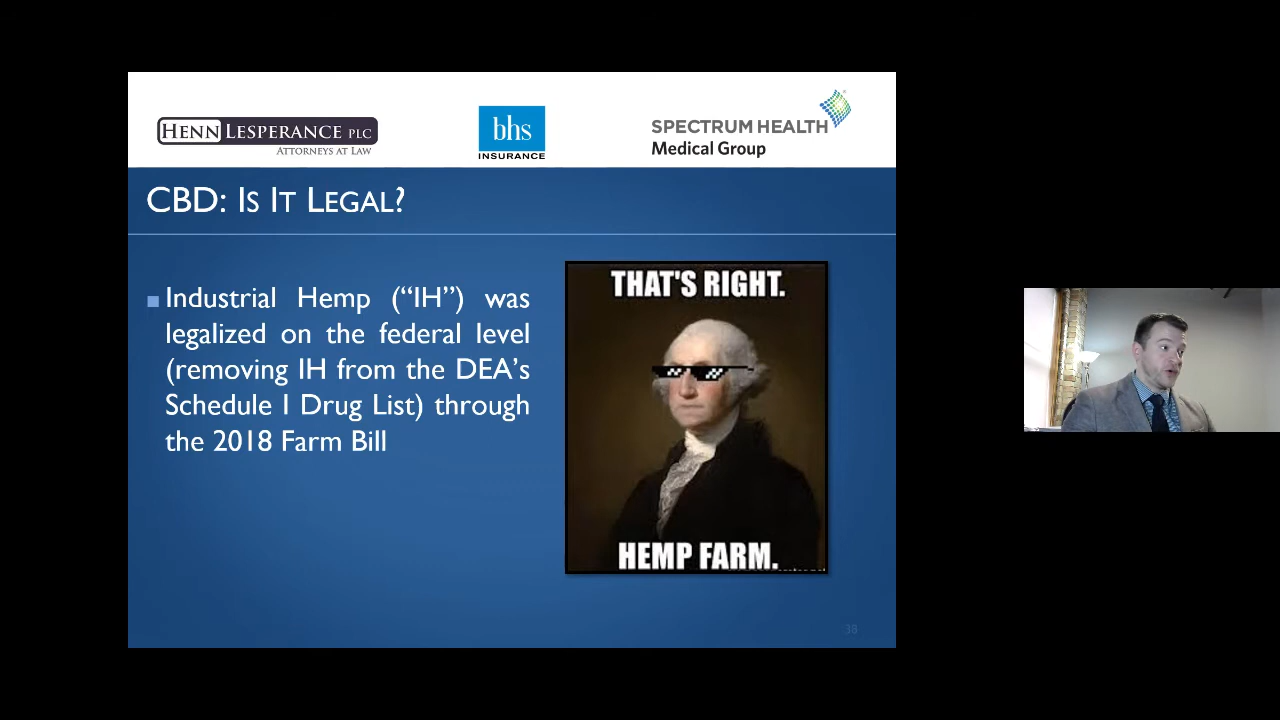 HENN LESPERANCE PLC
ATTORNEYS AT LAW
bhs
INSURANCE
SPECTRUM HEALTH
Medical Group
CBD: IS IT LEGAL?
Industrial Hemp (“IH”) was
legalized on the federal level
(removing IH from the DEA’s
Schedule I Drug List) through
the 2018 Farm Bill
THAT'S RIGHT.
HEMP FARM.
38